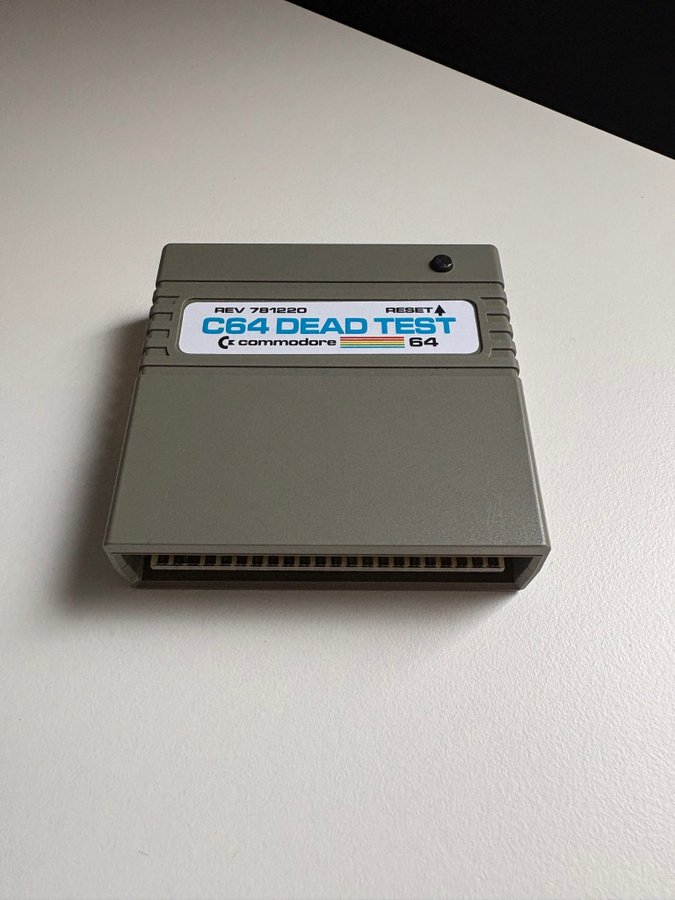 REV 781220 RESET
C64 DEAD TEST
commodore 64